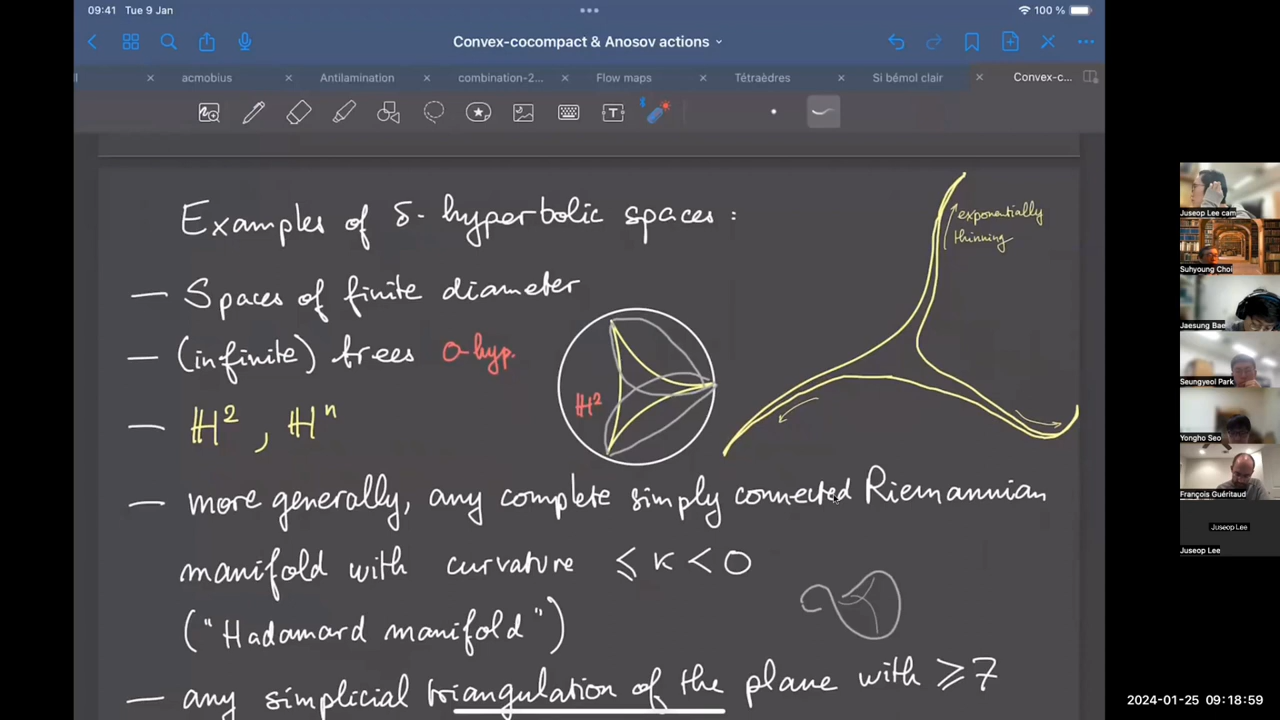 09:41 Tue 9 Jan
100 %
Convex-cocompact & Anosov actions
acmobius
Antilamination
combination-2...
Flow maps
Tétraèdres
Si bémol clair
Convex-c...
Examples of δ-hyperbolic spaces :
exponentially
thinning
— Spaces of finite diameter
— (infinite) trees 0-hyp.
ℍ²
— ℍ², ℍⁿ
— more generally, any complete simply connected Riemannian
manifold with curvature ≤ κ < 0
("Hadamard manifold")
— any simplicial triangulation of the plane with ≥ 7
Juseop Lee cam
Suhyoung Choi
Jaesung Bae
Seungyeol Park
Yongho Seo
François Guéritaud
Juseop Lee
Juseop Lee
2024-01-25 09:18:59